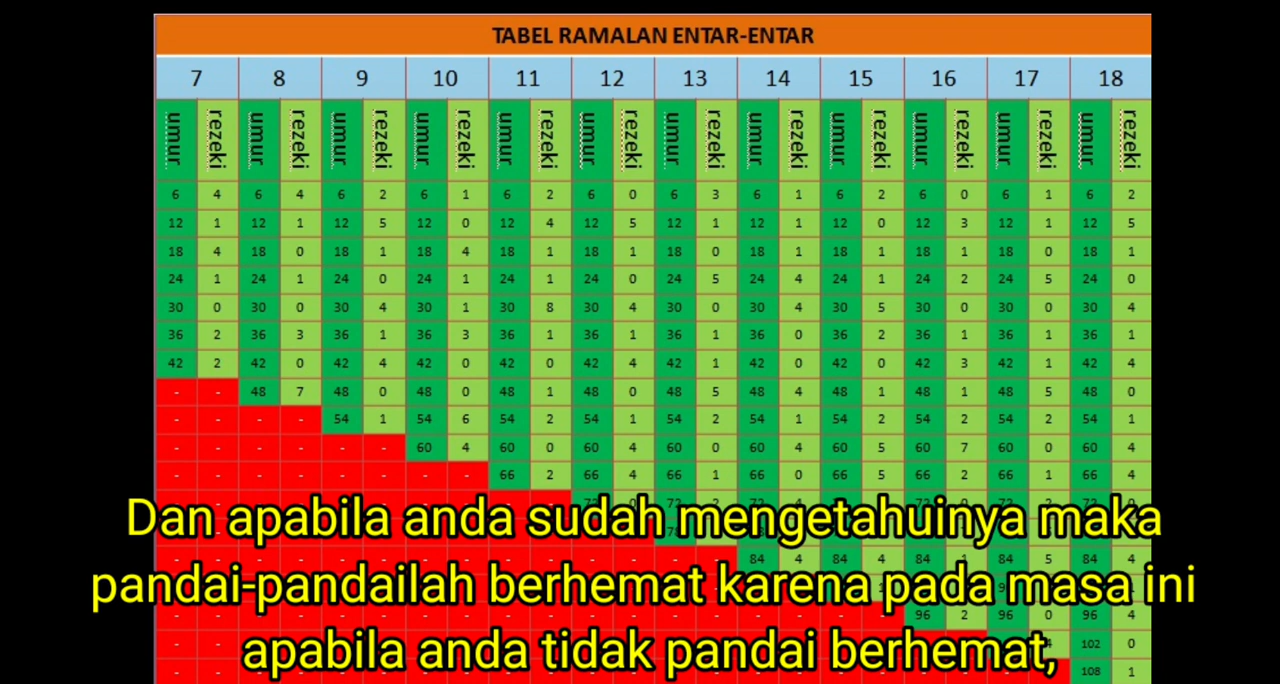 TABEL RAMALAN ENTAR-ENTAR
7 8 9 10 11 12 13 14 15 16 17 18
umur rezeki umur rezeki umur rezeki umur rezeki umur rezeki umur rezeki umur rezeki umur rezeki umur rezeki umur rezeki umur rezeki umur rezeki
6 4 6 4 6 2 6 1 6 2 6 0 6 3 6 1 6 2 6 0 6 1 6 2
12 1 12 1 12 5 12 0 12 4 12 5 12 1 12 1 12 0 12 3 12 1 12 5
18 4 18 0 18 1 18 4 18 1 18 1 18 0 18 4 18 1 18 1 18 0 18 1
24 1 24 1 24 0 24 1 24 1 24 0 24 5 24 4 24 1 24 2 24 5 24 0
30 0 30 0 30 4 30 1 30 8 30 4 30 0 30 4 30 5 30 0 30 0 30 4
36 2 36 3 36 1 36 3 36 1 36 1 36 1 36 0 36 2 36 1 36 1 36 1
42 2 42 0 42 4 42 0 42 0 42 4 42 1 42 0 42 0 42 3 42 1 42 4
- - 48 7 48 0 48 0 48 1 48 0 48 5 48 4 48 1 48 1 48 5 48 0
- - - - 54 1 54 6 54 2 54 1 54 2 54 1 54 2 54 2 54 2 54 1
- - - - - - 60 4 60 0 60 4 60 0 60 4 60 5 60 7 60 0 60 4
- - - - - - - - 66 2 66 4 66 1 66 0 66 5 66 2 66 1 66 4
Dan apabila anda sudah mengetahuinya maka
84 4 84 4 84 1 84 5 84 4
pandai-pandailah berhemat karena pada masa ini
96 2 96 0 96 4
apabila anda tidak pandai berhemat,
102 0
108 1